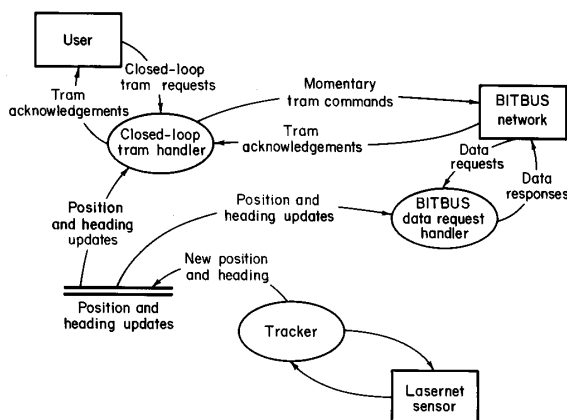 User
Closed-loop
tram requests
Tram
acknowledgements
Closed-loop
tram handler
Momentary
tram commands
Tram
acknowledgements
BITBUS
network
Data
requests
Data
responses
BITBUS
data request
handler
Position
and heading
updates
Position and
heading updates
New position
and heading
Position and
heading updates
Tracker
Lasernet
sensor